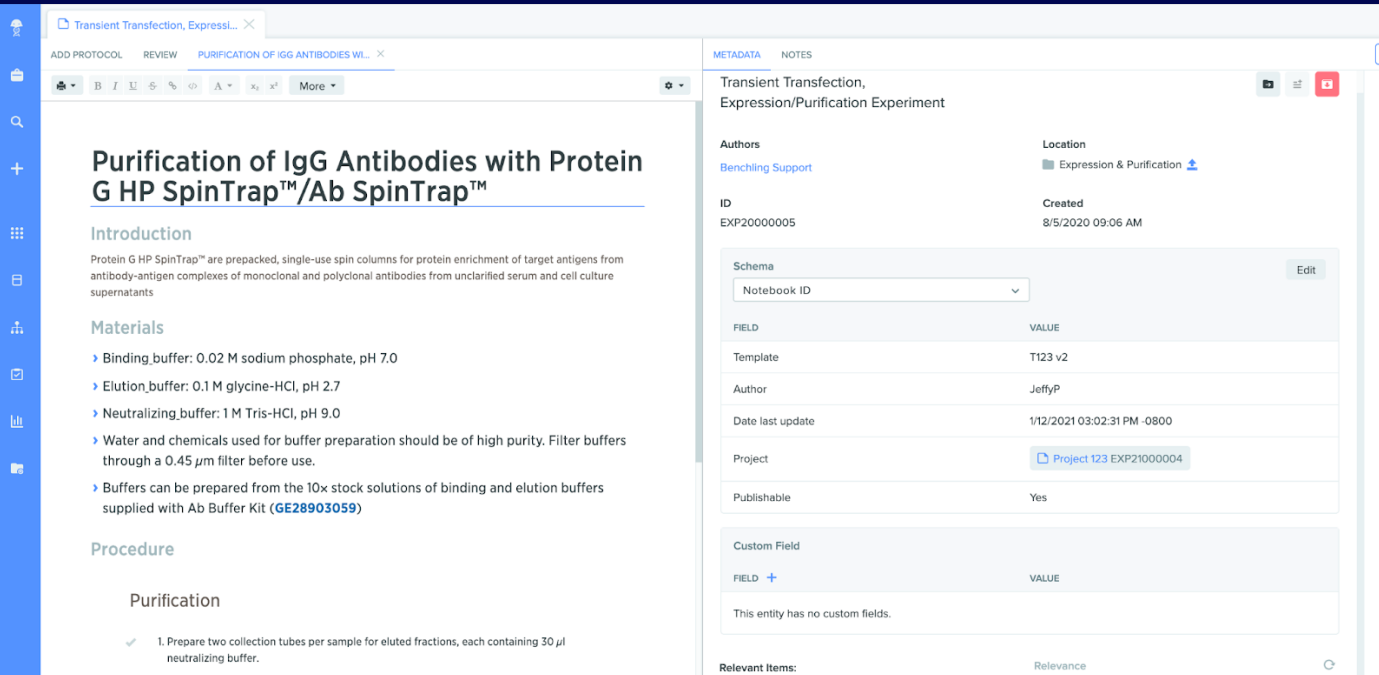 Transient Transfection, Expressi...
ADD PROTOCOL REVIEW PURIFICATION OF IGG ANTIBODIES WI...
B I U S A x₂ x² More
Purification of IgG Antibodies with Protein
G HP SpinTrap™/Ab SpinTrap™
Introduction
Protein G HP SpinTrap™ are prepacked, single-use spin columns for protein enrichment of target antigens from
antibody-antigen complexes of monoclonal and polyclonal antibodies from unclarified serum and cell culture
supernatants
Materials
Binding_buffer: 0.02 M sodium phosphate, pH 7.0
Elution_buffer: 0.1 M glycine-HCl, pH 2.7
Neutralizing_buffer: 1 M Tris-HCl, pH 9.0
Water and chemicals used for buffer preparation should be of high purity. Filter buffers
through a 0.45 µm filter before use.
Buffers can be prepared from the 10× stock solutions of binding and elution buffers
supplied with Ab Buffer Kit (GE28903059)
Procedure
Purification
1. Prepare two collection tubes per sample for eluted fractions, each containing 30 µl
neutralizing buffer.
METADATA NOTES
Transient Transfection,
Expression/Purification Experiment
Authors Location
Benchling Support Expression & Purification
ID Created
EXP20000005 8/5/2020 09:06 AM
Schema
Edit
Notebook ID
FIELD VALUE
Template T123 v2
Author JeffyP
Date last update 1/12/2021 03:02:31 PM -0800
Project Project 123 EXP21000004
Publishable Yes
Custom Field
FIELD + VALUE
This entity has no custom fields.
Relevant Items: Relevance